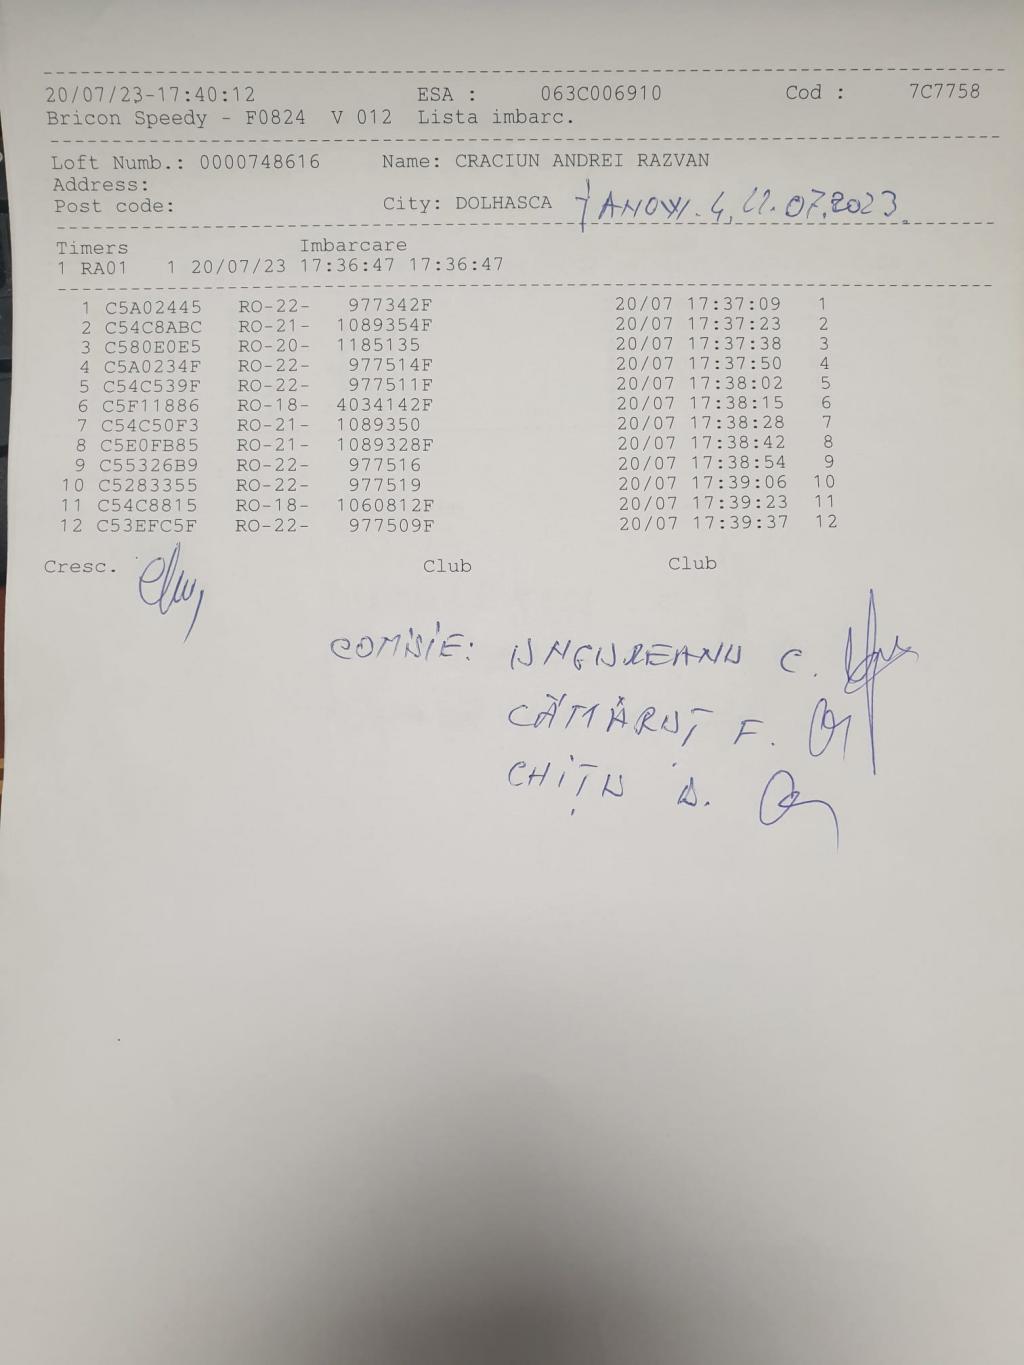 20/07/23-17:40:12 ESA : 063C006910 Cod : 7C7758
Bricon Speedy - F0824 V 012 Lista imbarc.
Loft Numb.: 0000748616 Name: CRACIUN ANDREI RAZVAN
Address:
Post code: City: DOLHASCA 07.2023
Timers Imbarcare
1 RA01 1 20/07/23 17:36:47 17:36:47
1 C5A02445 RO-22- 977342F 20/07 17:37:09 1
2 C54C8ABC RO-21- 1089354F 20/07 17:37:23 2
3 C580E0E5 RO-20- 1185135 20/07 17:37:38 3
4 C5A0234F RO-22- 977514F 20/07 17:37:50 4
5 C54C539F RO-22- 977511F 20/07 17:38:02 5
6 C5F11886 RO-18- 4034142F 20/07 17:38:15 6
7 C54C50F3 RO-21- 1089350 20/07 17:38:28 7
8 C5E0FB85 RO-21- 1089328F 20/07 17:38:42 8
9 C55326B9 RO-22- 977516 20/07 17:38:54 9
10 C5283355 RO-22- 977519 20/07 17:39:06 10
11 C54C8815 RO-18- 1060812F 20/07 17:39:23 11
12 C53EFC5F RO-22- 977509F 20/07 17:39:37 12
Cresc. Club Club
COMISIE: UNGUREANU C.
CĂMĂRUȚ F.
CHIȚU D.